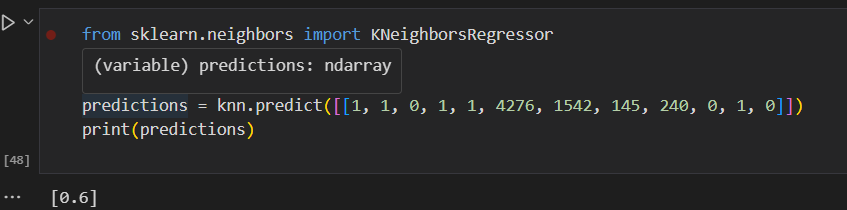 from sklearn.neighbors import KNeighborsRegressor
(variable) predictions: ndarray
predictions = knn.predict([[1, 1, 0, 1, 1, 4276, 1542, 145, 240, 0, 1, 0]])
print(predictions)
[48]
... [0.6]